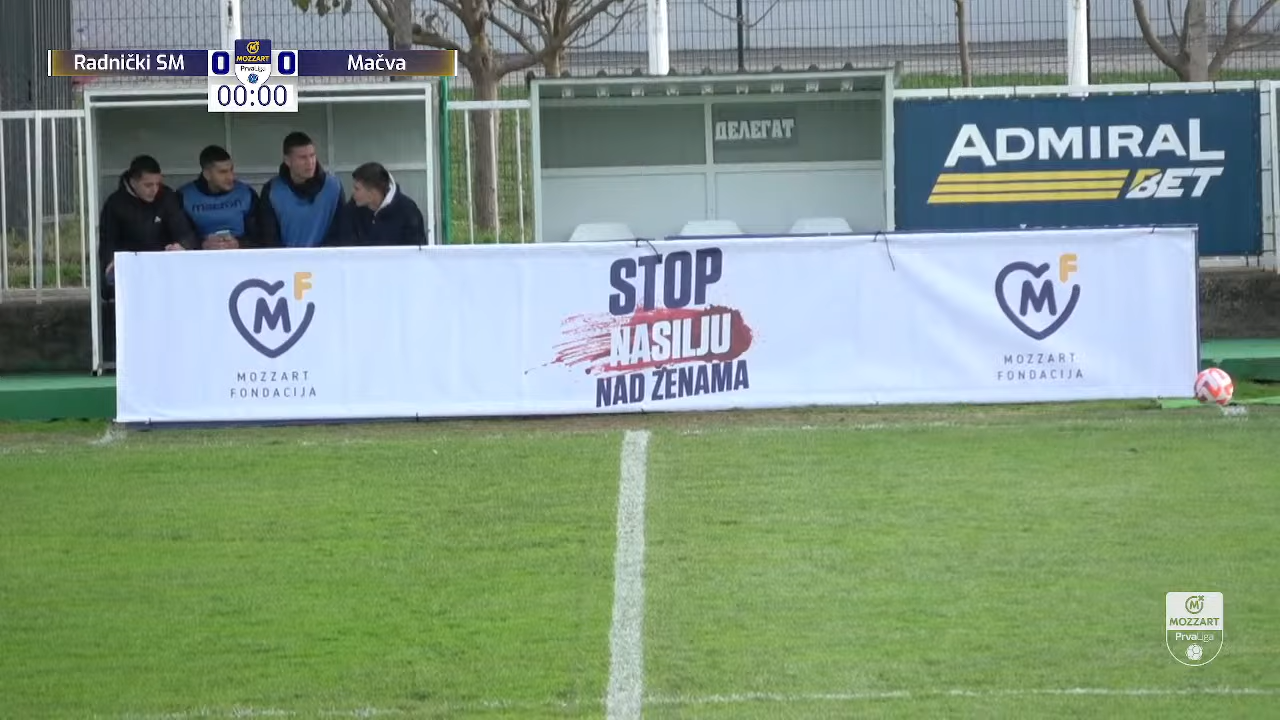 Radnički SM 0 0 Mačva
MOZZART
PrvaLiga
00:00
ДЕЛЕГАТ
ADMIRAL
BET
macron
STOP
NASILJU
NAD ŽENAMA
M F
MOZZART
FONDACIJA
M F
MOZZART
FONDACIJA
M
MOZZART
PrvaLiga